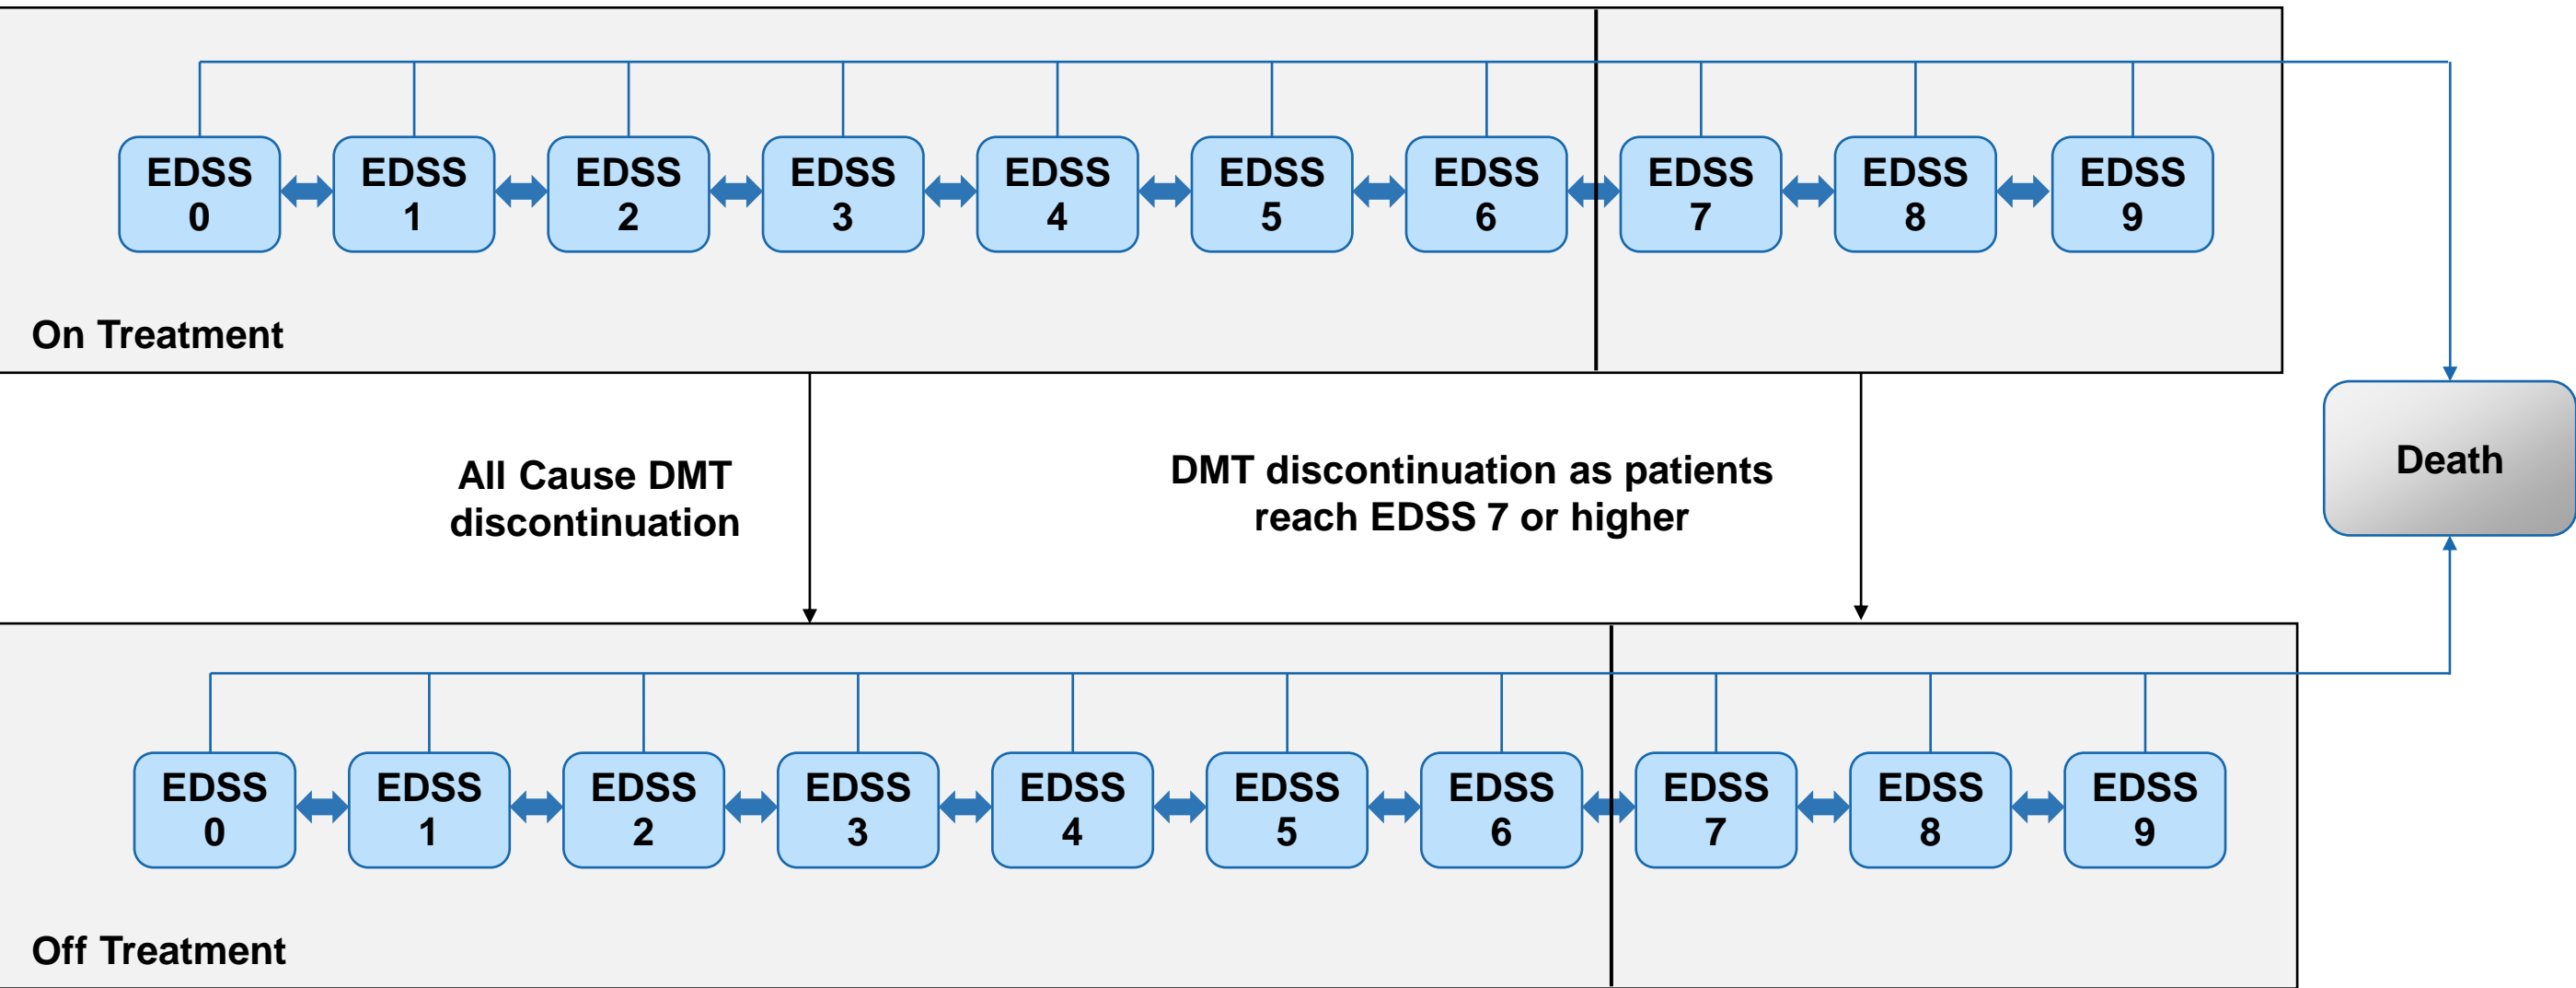 EDSS
0
EDSS
1
EDSS
2
EDSS
3
EDSS
4
EDSS
5
EDSS
6
EDSS
7
EDSS
8
EDSS
9
On Treatment
All Cause DMT
discontinuation
DMT discontinuation as patients
reach EDSS 7 or higher
Death
EDSS
0
EDSS
1
EDSS
2
EDSS
3
EDSS
4
EDSS
5
EDSS
6
EDSS
7
EDSS
8
EDSS
9
Off Treatment